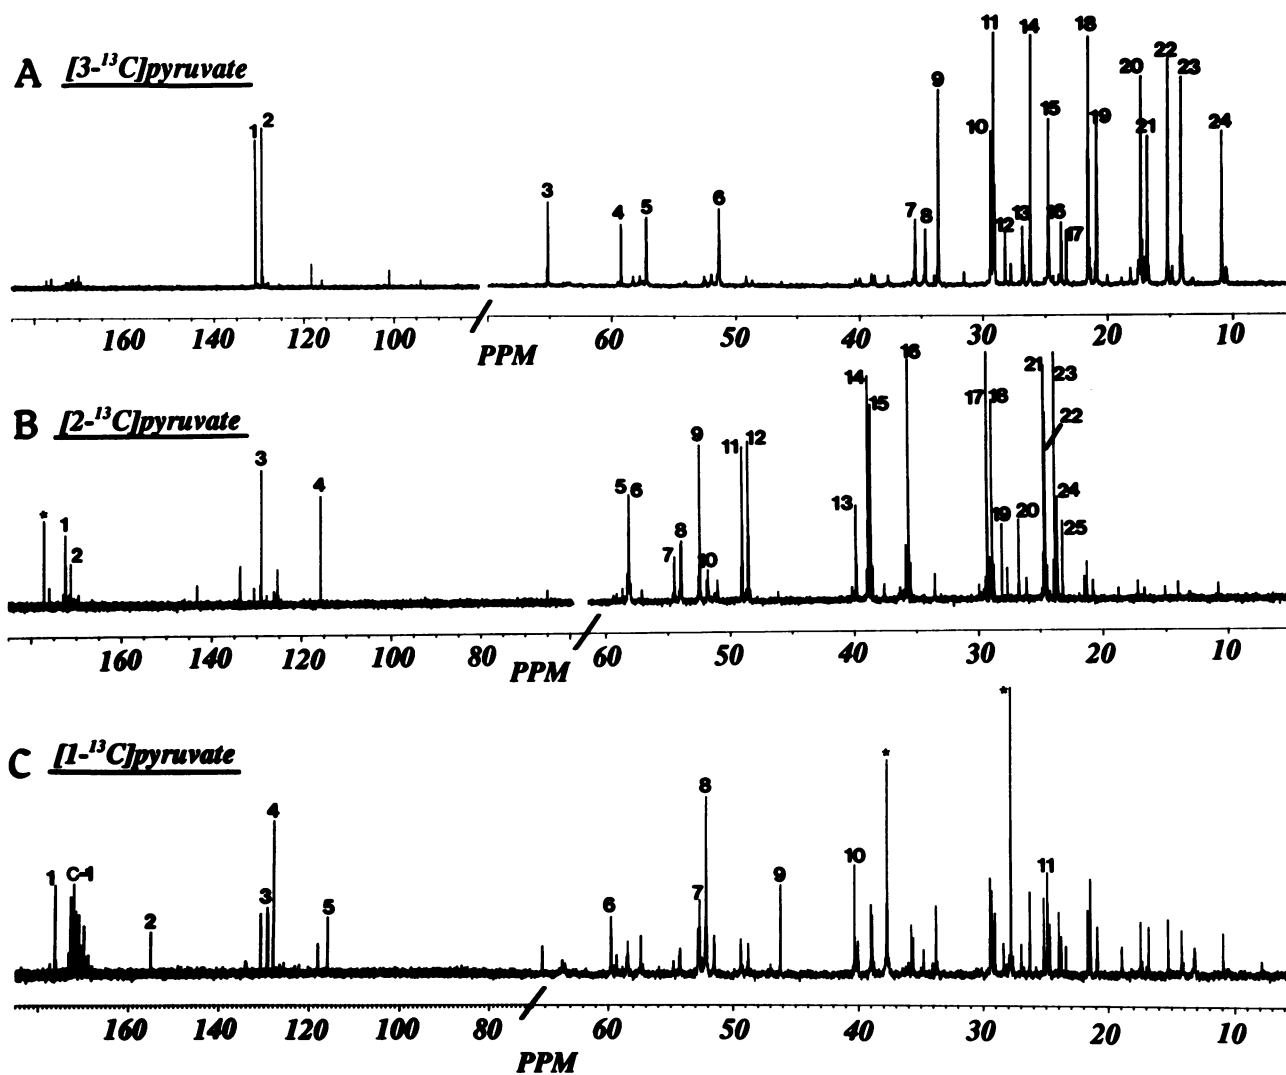 A [3-¹³C]pyruvate
1 2 3 4 5 6 7 8 9 10 11 12 13 14 15 16 17 18 19 20 21 22 23 24
160 140 120 100 60 50 40 30 20 10
PPM
B [2-¹³C]pyruvate
* 1 2 3 4 5 6 7 8 9 10 11 12 13 14 15 16 17 18 19 20 21 22 23 24 25
160 140 120 100 80 60 50 40 30 20 10
PPM
C [1-¹³C]pyruvate
1 C-1 2 3 4 5 6 7 8 9 10 * * 11
160 140 120 100 80 60 50 40 30 20 10
PPM